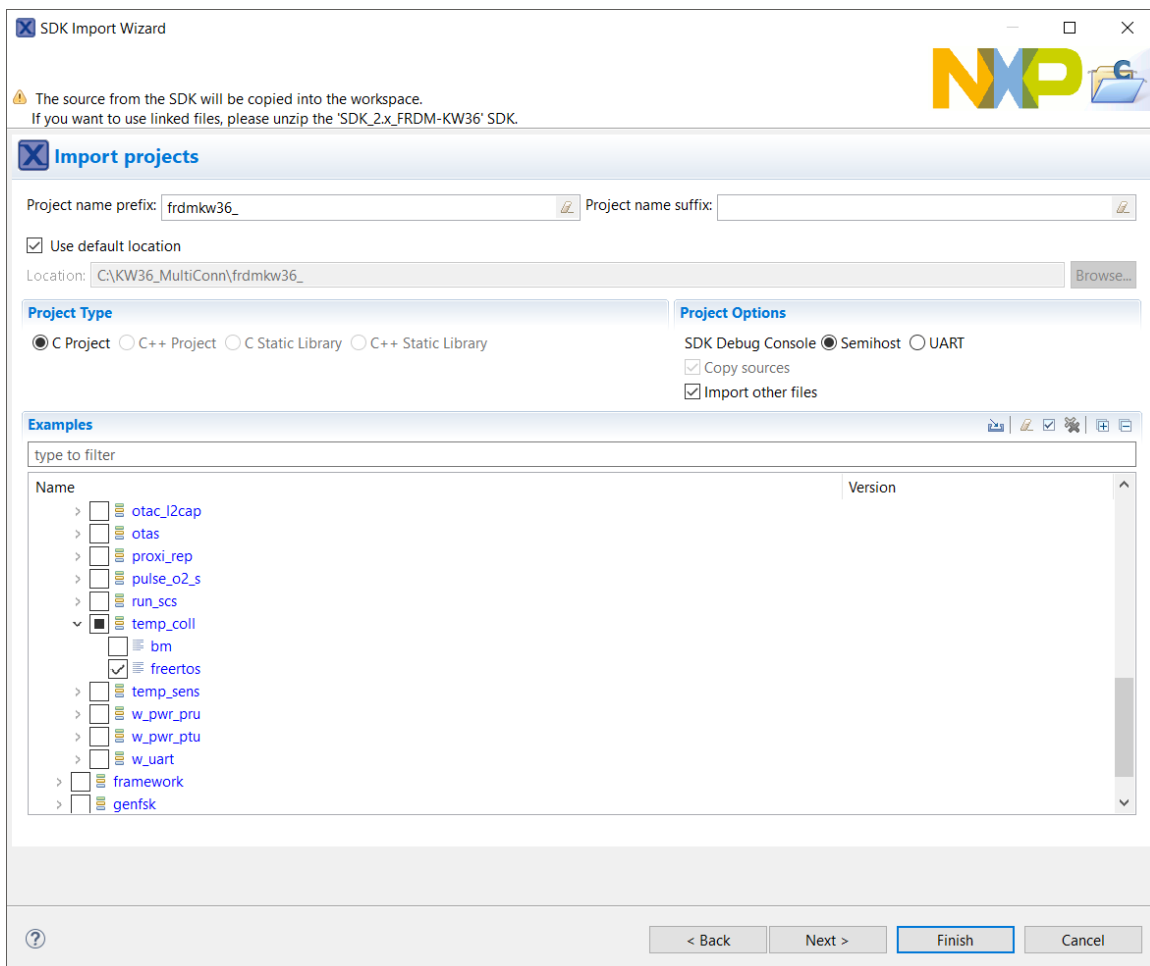 SDK Import Wizard
NXP
The source from the SDK will be copied into the workspace.
If you want to use linked files, please unzip the 'SDK_2.x_FRDM-KW36' SDK.
Import projects
Project name prefix: frdmkw36_ Project name suffix:
Use default location
Location: C:\KW36_MultiConn\frdmkw36_ Browse...
Project Type Project Options
C Project C++ Project C Static Library C++ Static Library SDK Debug Console Semihost UART
Copy sources
Import other files
Examples
type to filter
Name Version
otac_l2cap
otas
proxi_rep
pulse_o2_s
run_scs
temp_coll
bm
freertos
temp_sens
w_pwr_pru
w_pwr_ptu
w_uart
framework
genfsk
< Back Next > Finish Cancel